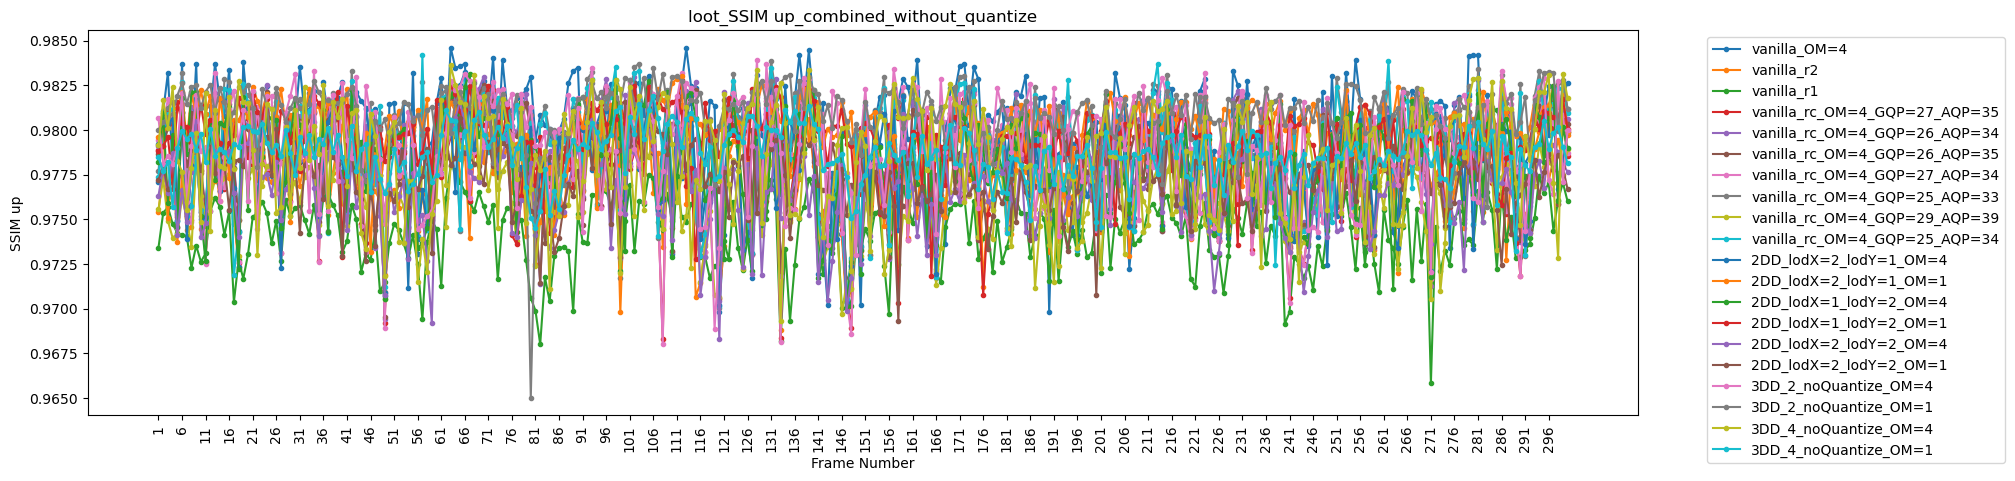 loot_SSIM up_combined_without_quantize
SSIM up
0.9850
0.9825
0.9800
0.9775
0.9750
0.9725
0.9700
0.9675
0.9650
1 6 11 16 21 26 31 36 41 46 51 56 61 66 71 76 81 86 91 96 101 106 111 116 121 126 131 136 141 146 151 156 161 166 171 176 181 186 191 196 201 206 211 216 221 226 231 236 241 246 251 256 261 266 271 276 281 286 291 296
Frame Number
vanilla_OM=4
vanilla_r2
vanilla_r1
vanilla_rc_OM=4_GQP=27_AQP=35
vanilla_rc_OM=4_GQP=26_AQP=34
vanilla_rc_OM=4_GQP=26_AQP=35
vanilla_rc_OM=4_GQP=27_AQP=34
vanilla_rc_OM=4_GQP=25_AQP=33
vanilla_rc_OM=4_GQP=29_AQP=39
vanilla_rc_OM=4_GQP=25_AQP=34
2DD_lodX=2_lodY=1_OM=4
2DD_lodX=2_lodY=1_OM=1
2DD_lodX=1_lodY=2_OM=4
2DD_lodX=1_lodY=2_OM=1
2DD_lodX=2_lodY=2_OM=4
2DD_lodX=2_lodY=2_OM=1
3DD_2_noQuantize_OM=4
3DD_2_noQuantize_OM=1
3DD_4_noQuantize_OM=4
3DD_4_noQuantize_OM=1